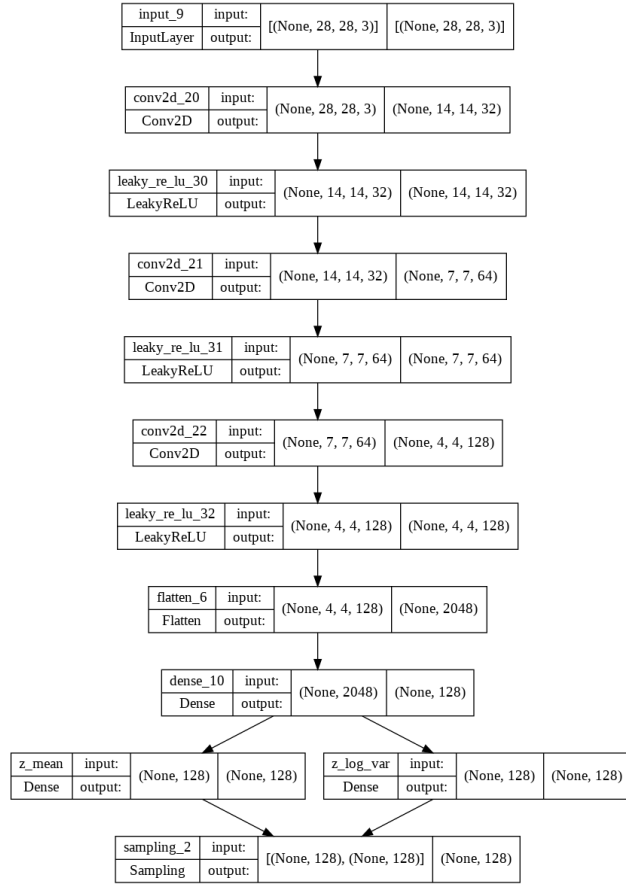 input_9 input: [(None, 28, 28, 3)] [(None, 28, 28, 3)]
InputLayer output:
conv2d_20 input: (None, 28, 28, 3) (None, 14, 14, 32)
Conv2D output:
leaky_re_lu_30 input: (None, 14, 14, 32) (None, 14, 14, 32)
LeakyReLU output:
conv2d_21 input: (None, 14, 14, 32) (None, 7, 7, 64)
Conv2D output:
leaky_re_lu_31 input: (None, 7, 7, 64) (None, 7, 7, 64)
LeakyReLU output:
conv2d_22 input: (None, 7, 7, 64) (None, 4, 4, 128)
Conv2D output:
leaky_re_lu_32 input: (None, 4, 4, 128) (None, 4, 4, 128)
LeakyReLU output:
flatten_6 input: (None, 4, 4, 128) (None, 2048)
Flatten output:
dense_10 input: (None, 2048) (None, 128)
Dense output:
z_mean input: (None, 128) (None, 128)
Dense output:
z_log_var input: (None, 128) (None, 128)
Dense output:
sampling_2 input: [(None, 128), (None, 128)] (None, 128)
Sampling output: